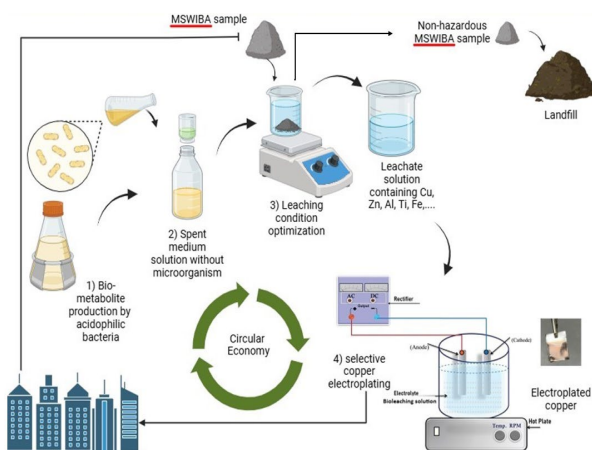 MSWIBA sample
Non-hazardous
MSWIBA sample
Landfill
Leachate
solution
containing Cu,
Zn, Al, Ti, Fe,....
3) Leaching
condition
optimization
2) Spent
medium
solution without
microorganism
1) Bio-
metabolite
production by
acidophilic
bacteria
Circular
Economy
AC
DC
Output
Rectifier
4) selective
copper
electroplating
(Anode)
(Cathode)
Electrolate
Bioleaching solution
Electroplated
copper
Hot Plate
Temp. RPM